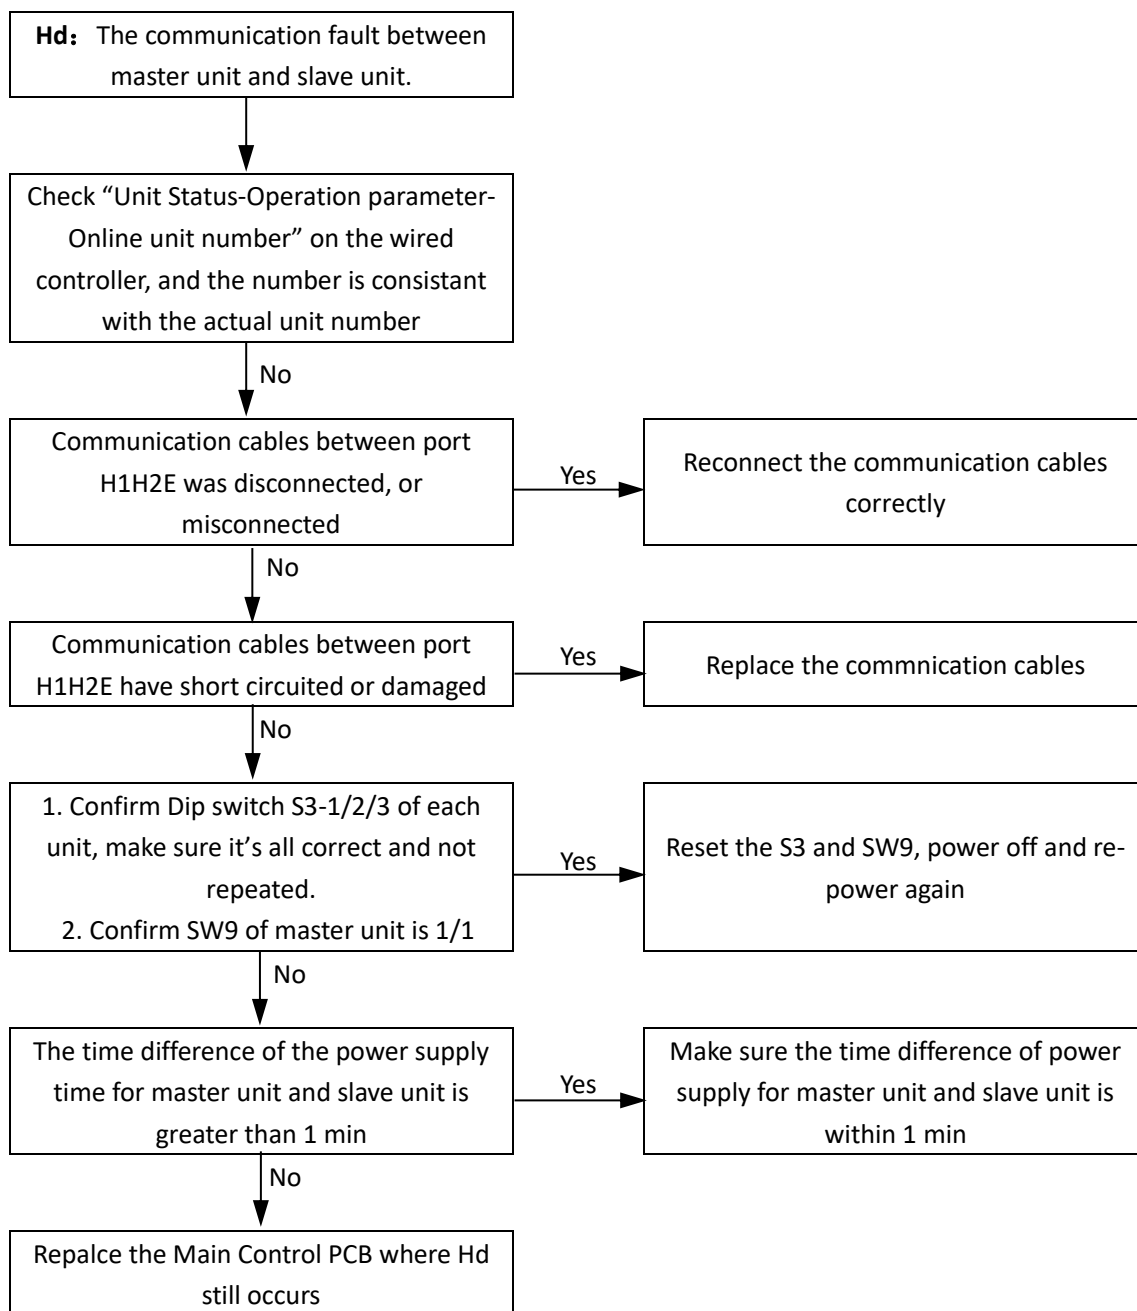 Hd：The communication fault between
master unit and slave unit.
Check “Unit Status-Operation parameter-
Online unit number” on the wired
controller, and the number is consistant
with the actual unit number
No
Communication cables between port
H1H2E was disconnected, or
misconnected
Yes
Reconnect the communication cables
correctly
No
Communication cables between port
H1H2E have short circuited or damaged
Yes
Replace the commnication cables
No
1. Confirm Dip switch S3-1/2/3 of each
unit, make sure it’s all correct and not
repeated.
2. Confirm SW9 of master unit is 1/1
Yes
Reset the S3 and SW9, power off and re-
power again
No
The time difference of the power supply
time for master unit and slave unit is
greater than 1 min
Yes
Make sure the time difference of power
supply for master unit and slave unit is
within 1 min
No
Repalce the Main Control PCB where Hd
still occurs